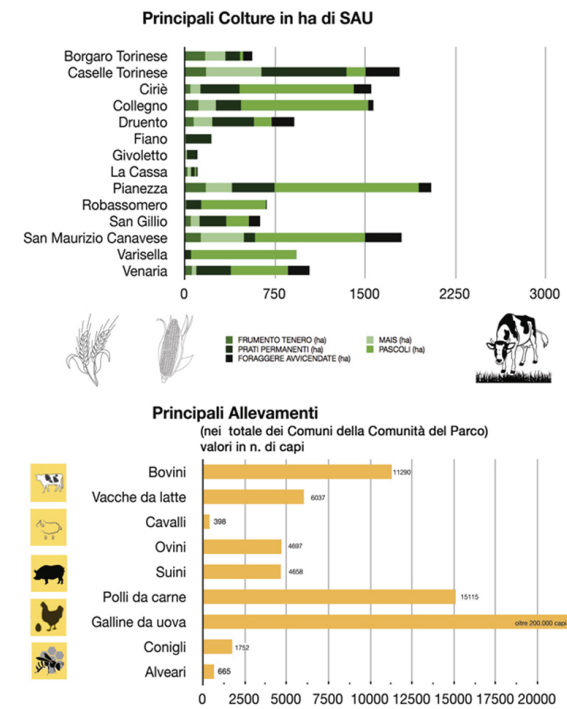 Principali Colture in ha di SAU
Borgaro Torinese
Caselle Torinese
Ciriè
Collegno
Druento
Fiano
Givoletto
La Cassa
Pianezza
Robassomero
San Gillio
San Maurizio Canavese
Varisella
Venaria
0 750 1500 2250 3000
FRUMENTO TENERO (ha) MAIS (ha)
PRATI PERMANENTI (ha) PASCOLI (ha)
FORAGGERE AVVICENDATE (ha)
Principali Allevamenti
(nei totale dei Comuni della Comunità del Parco)
valori in n. di capi
Bovini 11290
Vacche da latte 6037
Cavalli 398
Ovini 4697
Suini 4658
Polli da carne 15115
Galline da uova oltre 200.000 capi
Conigli 1752
Alveari 665
0 2500 5000 7500 10000 12500 15000 17500 20000